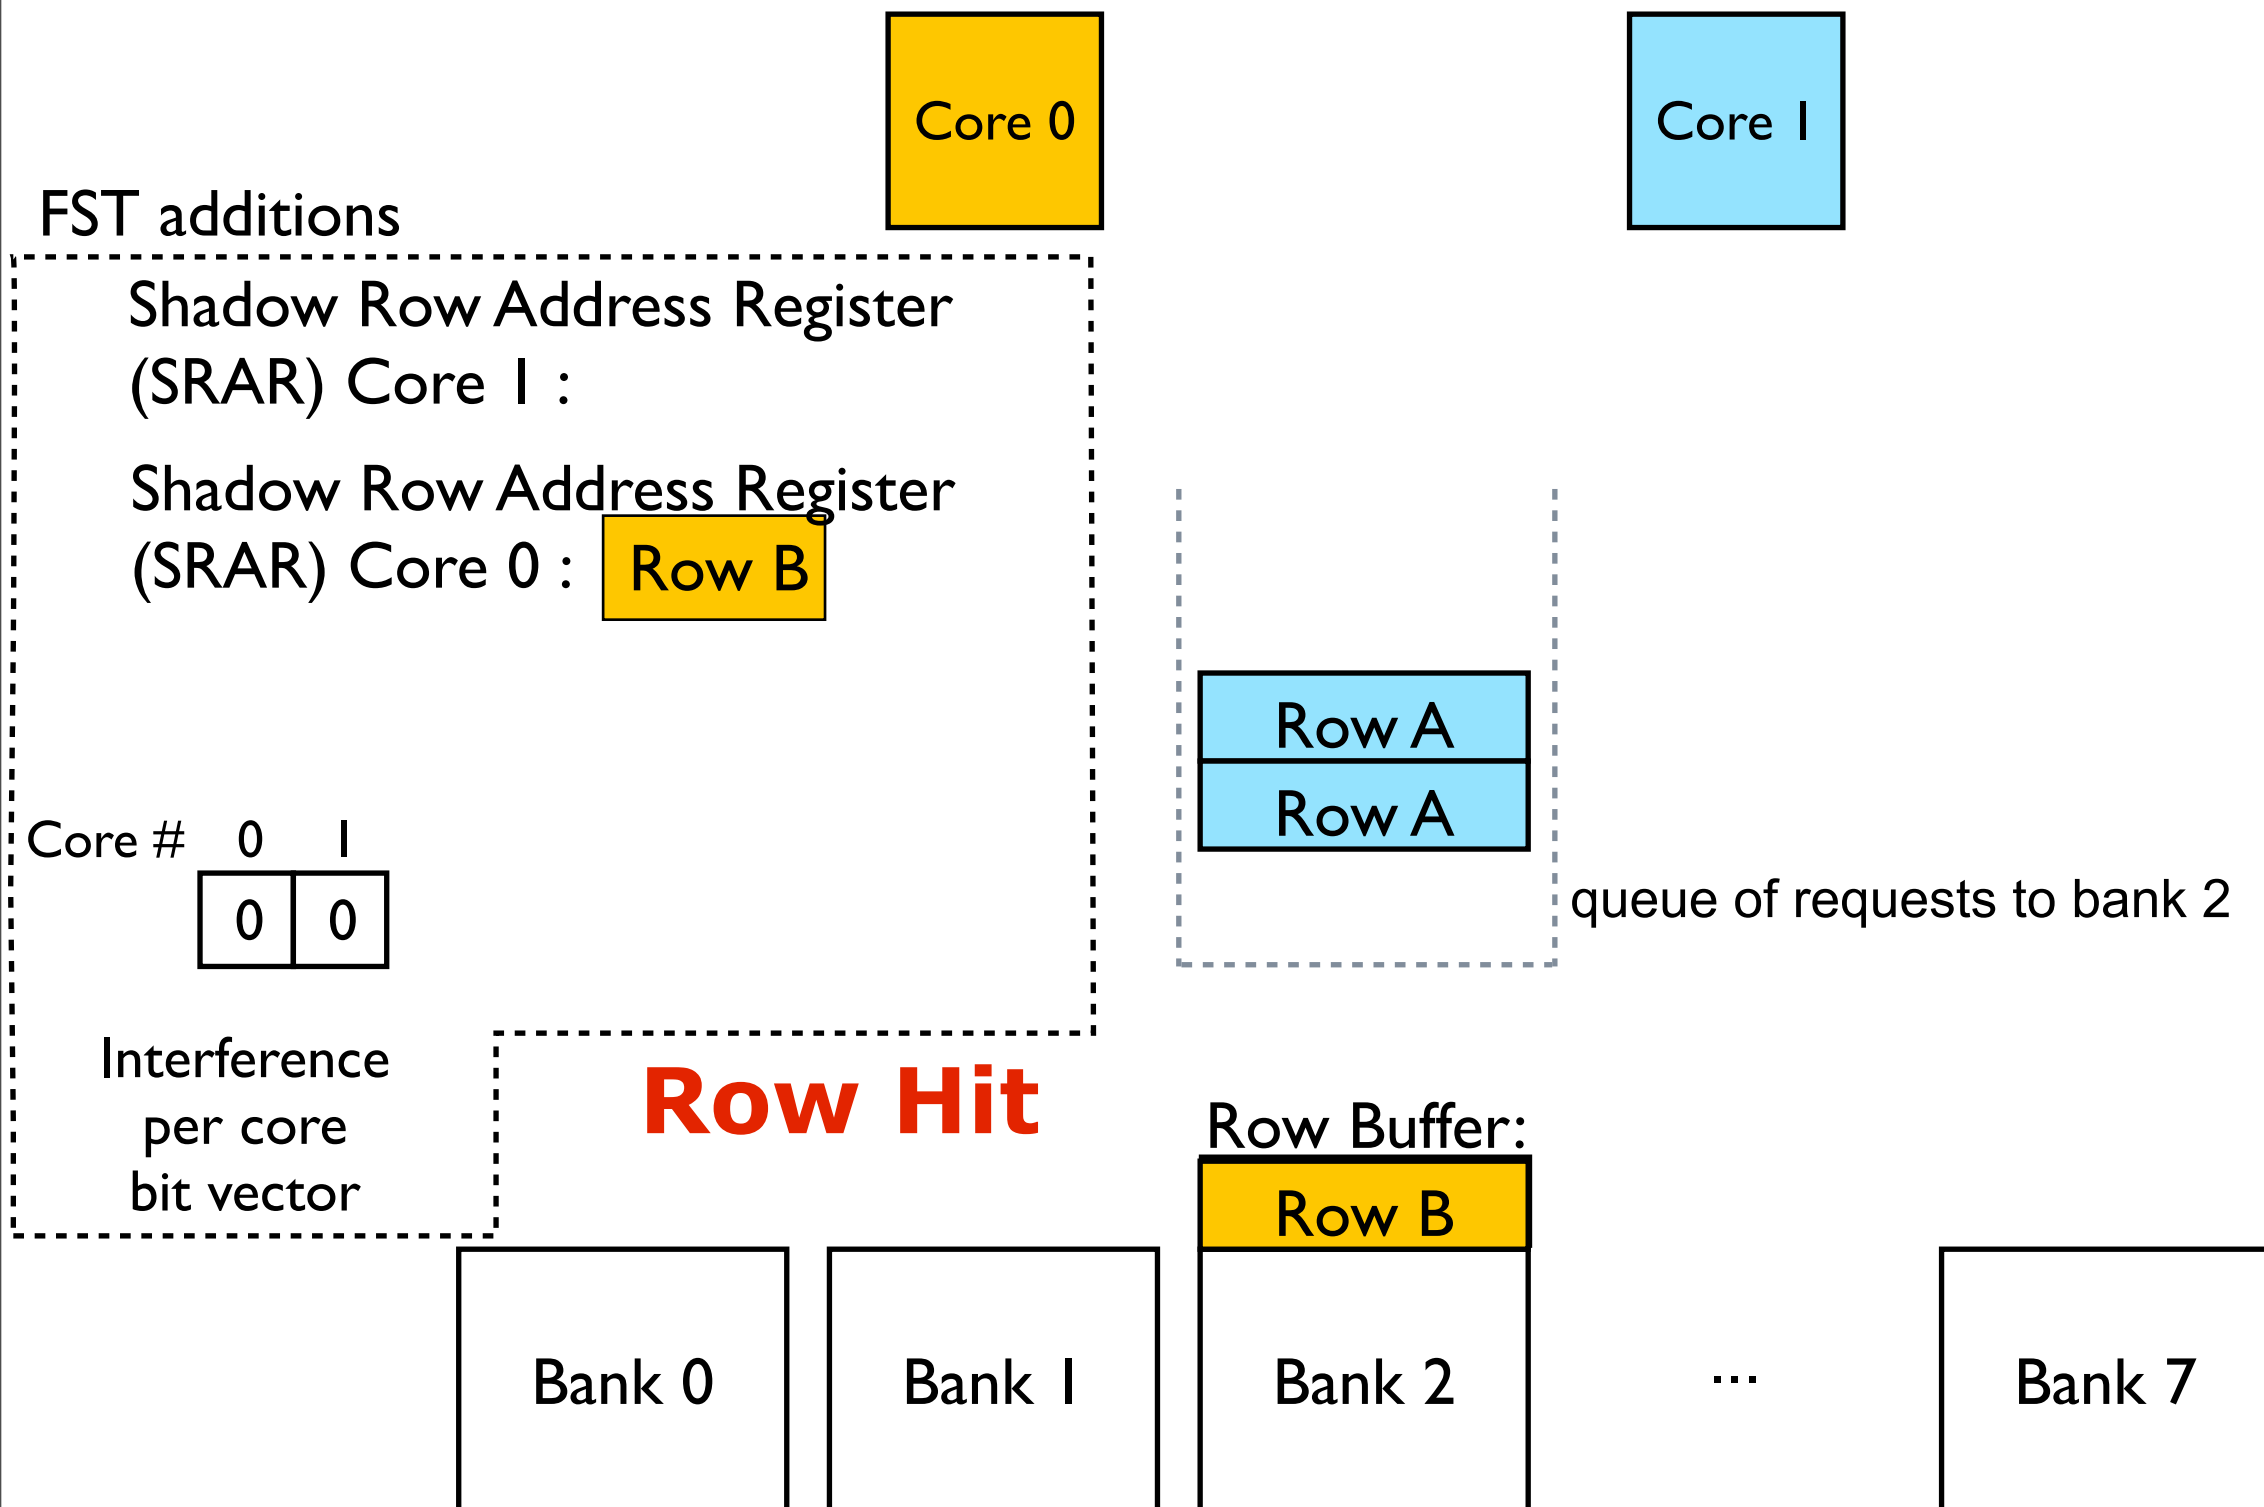 Core 0
Core 1
FST additions
Shadow Row Address Register
(SRAR) Core 1 :
Shadow Row Address Register
(SRAR) Core 0 :
Row B
Row A
Row A
Core # 0 1
0 0
queue of requests to bank 2
Interference
per core
bit vector
Row Hit
Row Buffer:
Row B
Bank 0
Bank 1
Bank 2
...
Bank 7